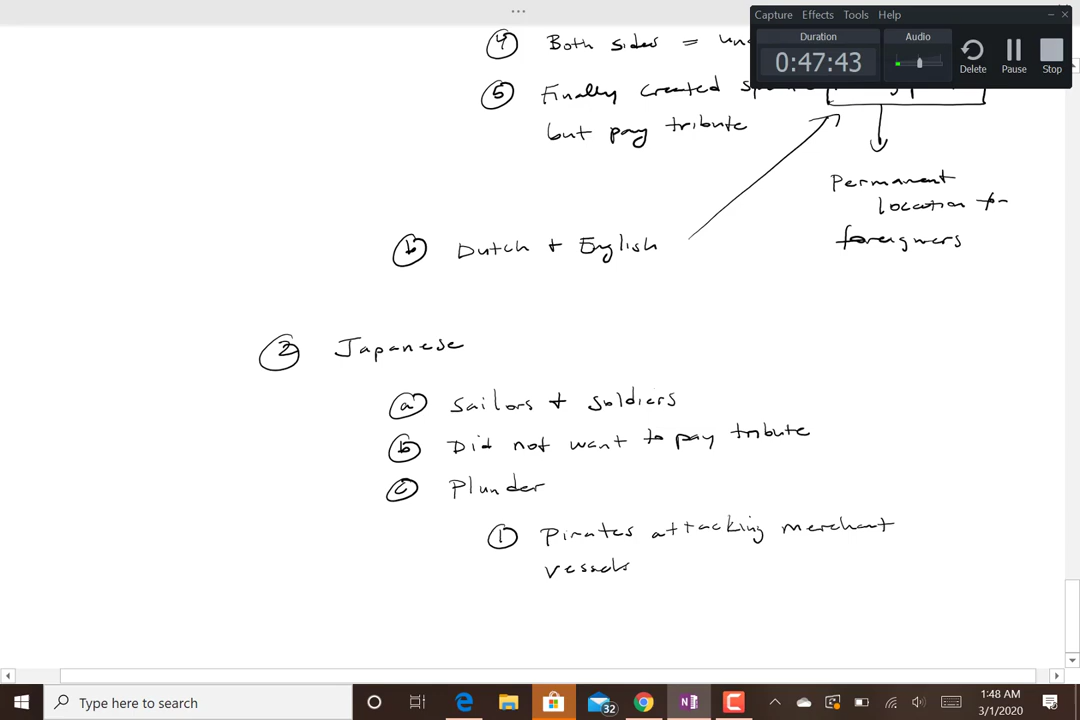 Capture Effects Tools Help
Duration
Audio
0:47:43
Delete Pause Stop
④ Both sides =
⑤ Finally created
but pay tribute
Permanent
location for
foreigners
ⓑ Dutch + English
② Japanese
ⓐ Sailors + soldiers
ⓑ Did not want to pay tribute
ⓒ Plunder
① Pirates attacking merchant
vessels
Type here to search
32
1:48 AM
3/1/2020